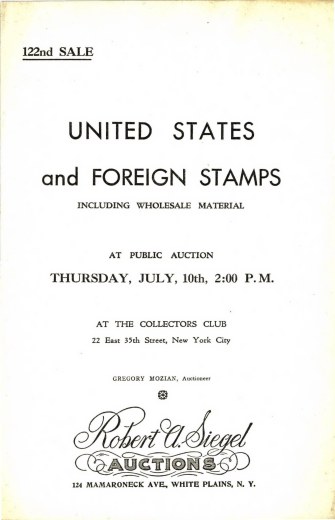 122nd SALE
UNITED STATES
and FOREIGN STAMPS
INCLUDING WHOLESALE MATERIAL
AT PUBLIC AUCTION
THURSDAY, JULY, 10th, 2:00 P. M.
AT THE COLLECTORS CLUB
22 East 35th Street, New York City
GREGORY MOZIAN, Auctioneer
Robert A. Siegel
AUCTIONS
124 MAMARONECK AVE., WHITE PLAINS, N. Y.